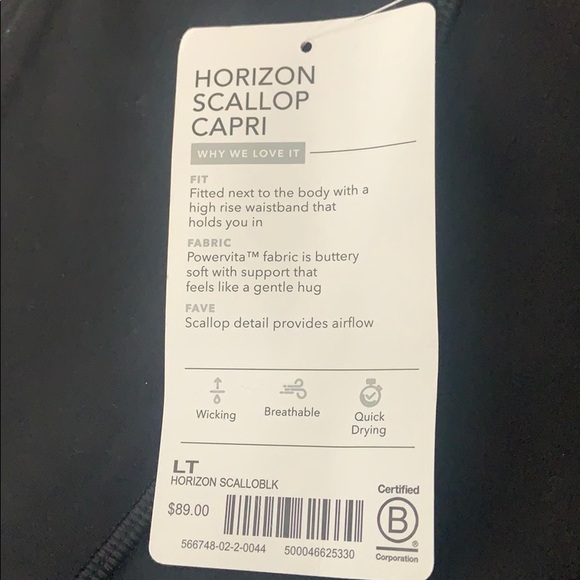 HORIZON
SCALLOP
CAPRI
WHY WE LOVE IT
FIT
Fitted next to the body with a
high rise waistband that
holds you in
FABRIC
Powervita™ fabric is buttery
soft with support that
feels like a gentle hug
FAVE
Scallop detail provides airflow
Wicking
Breathable
Quick
Drying
LT
HORIZON SCALLOBLK
$89.00
566748-02-2-0044 500046625330
Certified
B
®
Corporation